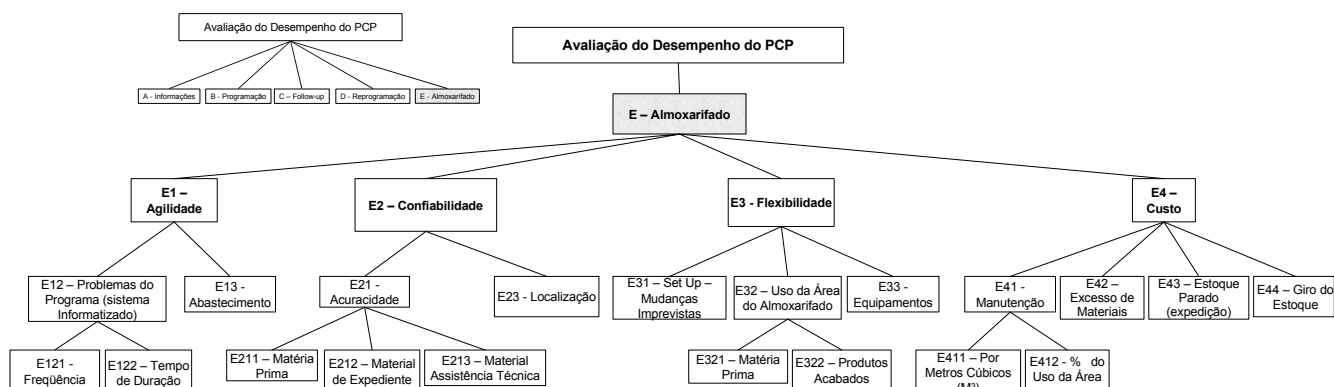 Avaliação do Desempenho do PCP
A - Informações
B - Programação
C – Follow-up
D - Reprogramação
E - Almoxarifado
Avaliação do Desempenho do PCP
E – Almoxarifado
E1 –
Agilidade
E2 – Confiabilidade
E3 - Flexibilidade
E4 –
Custo
E12 – Problemas do
Programa (sistema
Informatizado)
E13 -
Abastecimento
E21 -
Acuracidade
E23 - Localização
E31 – Set Up –
Mudanças
Imprevistas
E32 – Uso da Área
do Almoxarifado
E33 -
Equipamentos
E41 -
Manutenção
E42 –
Excesso de
Materiais
E43 – Estoque
Parado
(expedição)
E44 – Giro do
Estoque
E121 -
Freqüência
E122 – Tempo
de Duração
E211 – Matéria
Prima
E212 – Material
de Expediente
E213 – Material
Assistência Técnica
E321 – Matéria
Prima
E322 – Produtos
Acabados
E411 – Por
Metros Cúbicos
(M³)
E412 - % do
Uso da Área